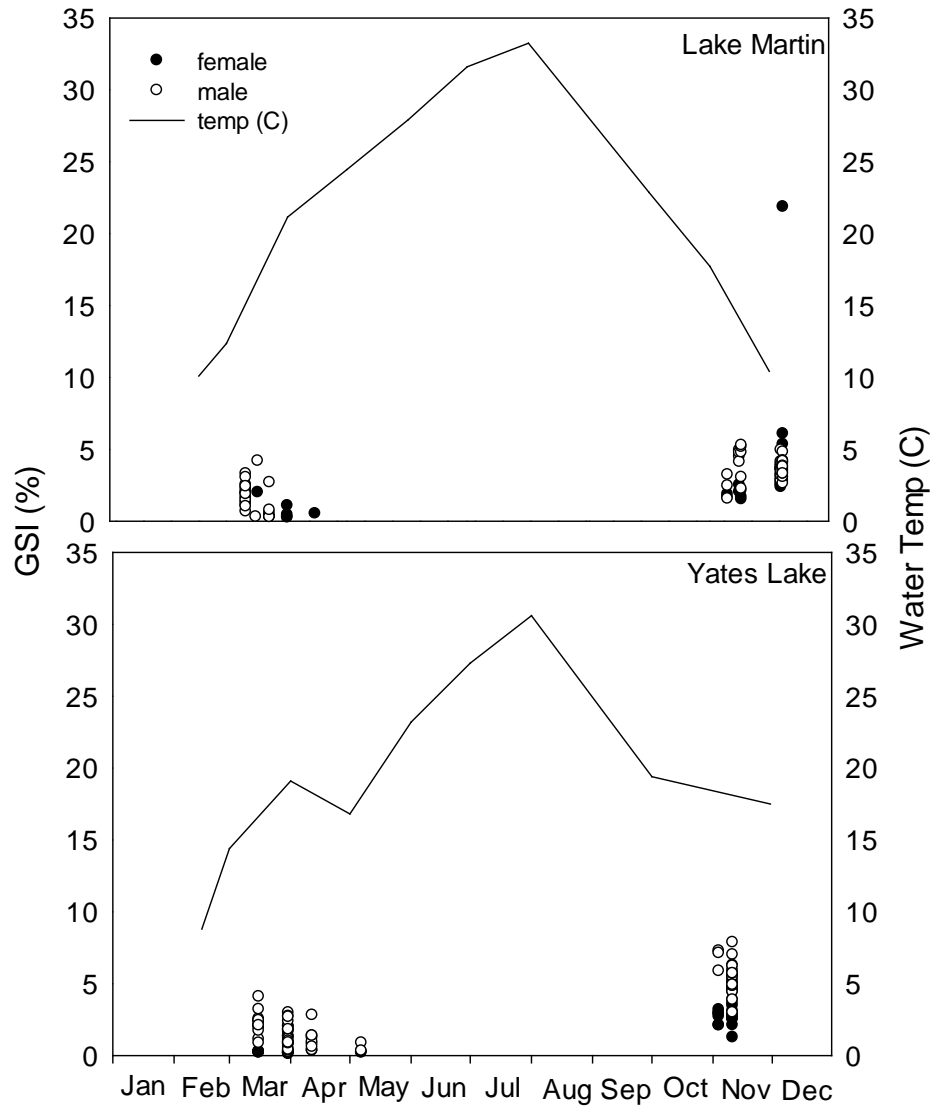 35 35
Lake Martin
female
male
temp (C)
30 30
25 25
20 20
15 15
10 10
5 5
0 0
GSI (%)
Water Temp (C)
35 35
Yates Lake
30 30
25 25
20 20
15 15
10 10
5 5
0 0
Jan Feb Mar Apr May Jun Jul Aug Sep Oct Nov Dec